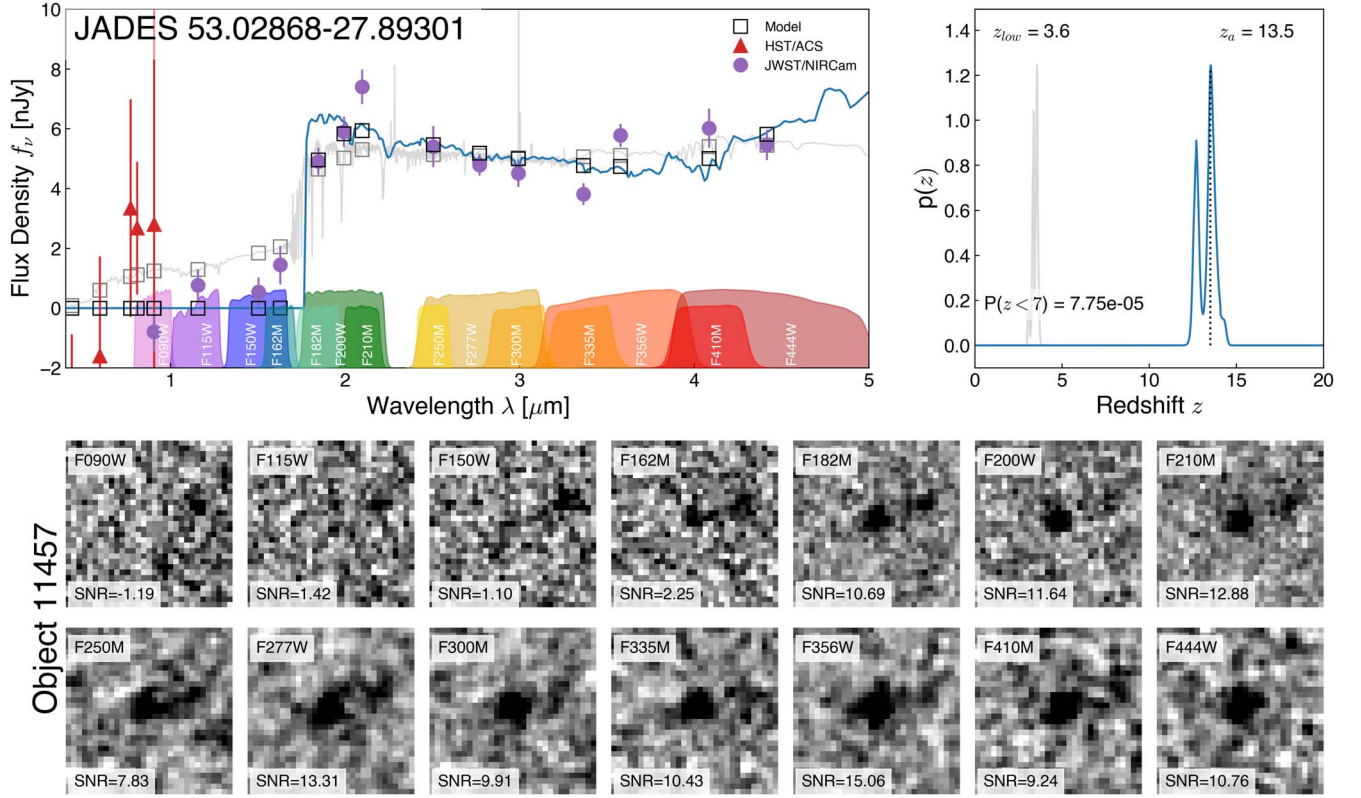 JADES 53.02868-27.89301
Model
HST/ACS
JWST/NIRCam
10
8
6
4
2
0
−2
Flux Density fν [nJy]
F090W
F115W
F150W
F162M
F182M
F200W
F210M
F250M
F277W
F300M
F335M
F356W
F410M
F444W
1
2
3
4
5
Wavelength λ [μm]
zlow = 3.6
za = 13.5
1.4
1.2
1.0
0.8
0.6
0.4
0.2
0.0
p(z)
P(z < 7) = 7.75e-05
0
5
10
15
20
Redshift z
Object 11457
F090W
SNR=-1.19
F115W
SNR=1.42
F150W
SNR=1.10
F162M
SNR=2.25
F182M
SNR=10.69
F200W
SNR=11.64
F210M
SNR=12.88
F250M
SNR=7.83
F277W
SNR=13.31
F300M
SNR=9.91
F335M
SNR=10.43
F356W
SNR=15.06
F410M
SNR=9.24
F444W
SNR=10.76